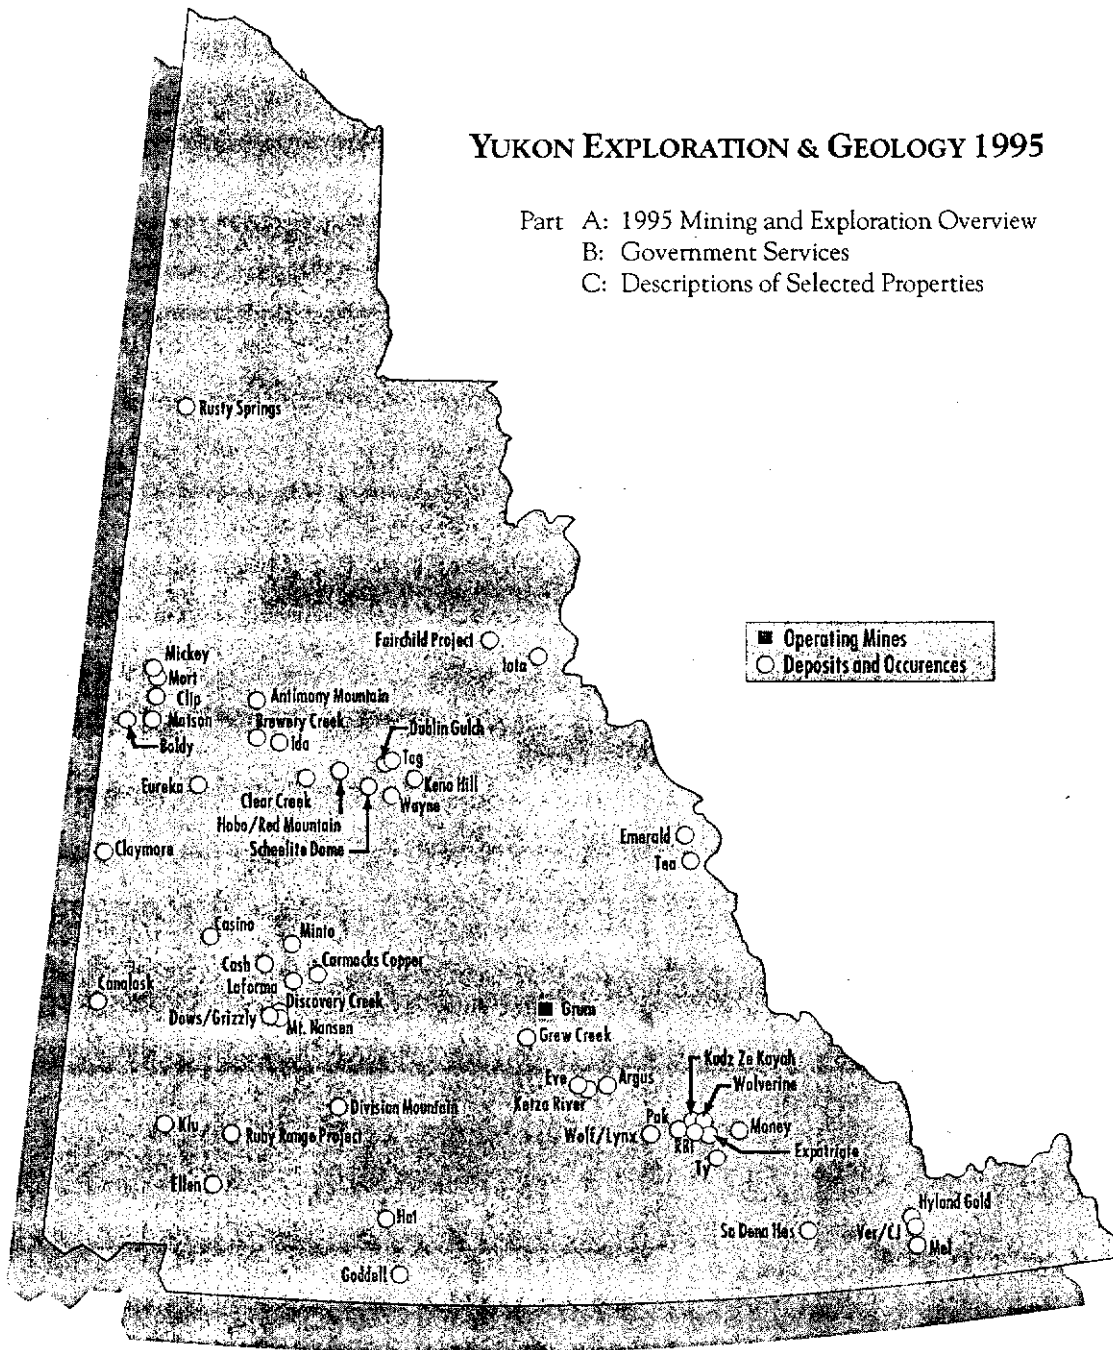 YUKON EXPLORATION & GEOLOGY 1995
Part A: 1995 Mining and Exploration Overview
B: Government Services
C: Descriptions of Selected Properties
Rusty Springs
Operating Mines
Deposits and Occurences
Fairchild Project
Iota
Mickey
Mort
Clip
Matson
Baldy
Antimony Mountain
Brewery Creek
Ida
Dublin Gulch
Tag
Keno Hill
Wayne
Eureka
Clear Creek
Hobo/Red Mountain
Scheelite Dome
Claymore
Emerald
Tea
Casino
Minto
Cash
Carmacks Copper
Laforma
Canalask
Discovery Creek
Dows/Grizzly
Mt. Nansen
Grum
Grew Creek
Kudz Ze Kayah
Wolverine
Eve
Argus
Ketza River
Division Mountain
Klu
Ruby Range Project
Pak
Wolf/Lynx
RBI
Money
Expatriate
Ty
Ellen
Hat
Sa Dena Hes
Hyland Gold
Ver/CJ
Mel
Goddell